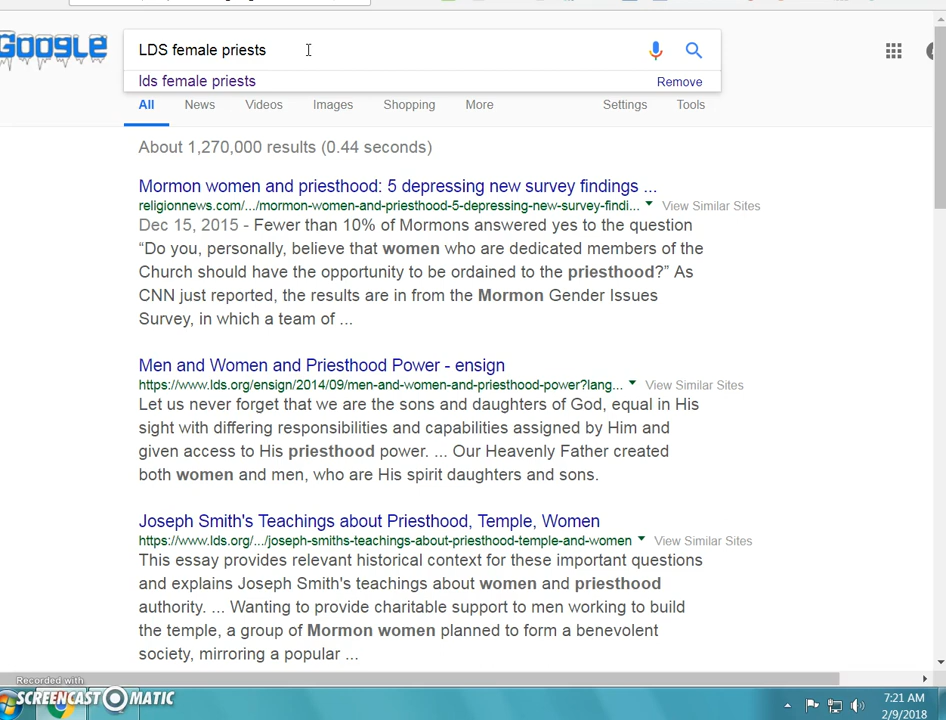 Google
LDS female priests
lds female priests Remove
All News Videos Images Shopping More Settings Tools
About 1,270,000 results (0.44 seconds)
Mormon women and priesthood: 5 depressing new survey findings ...
religionnews.com/.../mormon-women-and-priesthood-5-depressing-new-survey-findi... View Similar Sites
Dec 15, 2015 - Fewer than 10% of Mormons answered yes to the question
“Do you, personally, believe that women who are dedicated members of the
Church should have the opportunity to be ordained to the priesthood?” As
CNN just reported, the results are in from the Mormon Gender Issues
Survey, in which a team of ...
Men and Women and Priesthood Power - ensign
https://www.lds.org/ensign/2014/09/men-and-women-and-priesthood-power?lang... View Similar Sites
Let us never forget that we are the sons and daughters of God, equal in His
sight with differing responsibilities and capabilities assigned by Him and
given access to His priesthood power. ... Our Heavenly Father created
both women and men, who are His spirit daughters and sons.
Joseph Smith's Teachings about Priesthood, Temple, Women
https://www.lds.org/.../joseph-smiths-teachings-about-priesthood-temple-and-women View Similar Sites
This essay provides relevant historical context for these important questions
and explains Joseph Smith's teachings about women and priesthood
authority. ... Wanting to provide charitable support to men working to build
the temple, a group of Mormon women planned to form a benevolent
society, mirroring a popular ...
Recorded with
SCREENCAST MATIC
7:21 AM
2/9/2018